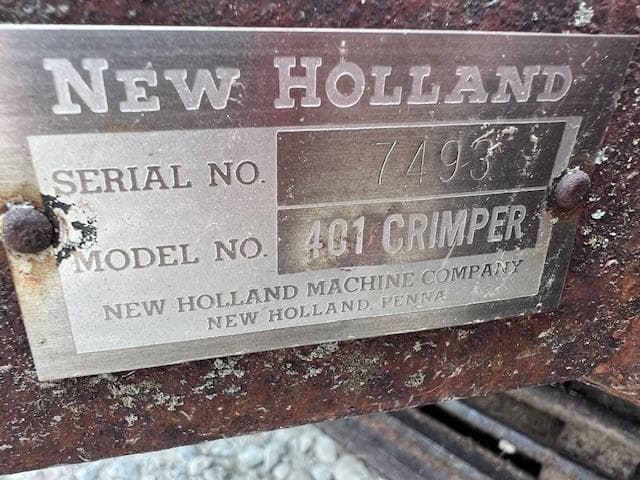 NEW HOLLAND
SERIAL NO. 7493
MODEL NO. 401 CRIMPER
NEW HOLLAND MACHINE COMPANY
NEW HOLLAND, PENNA